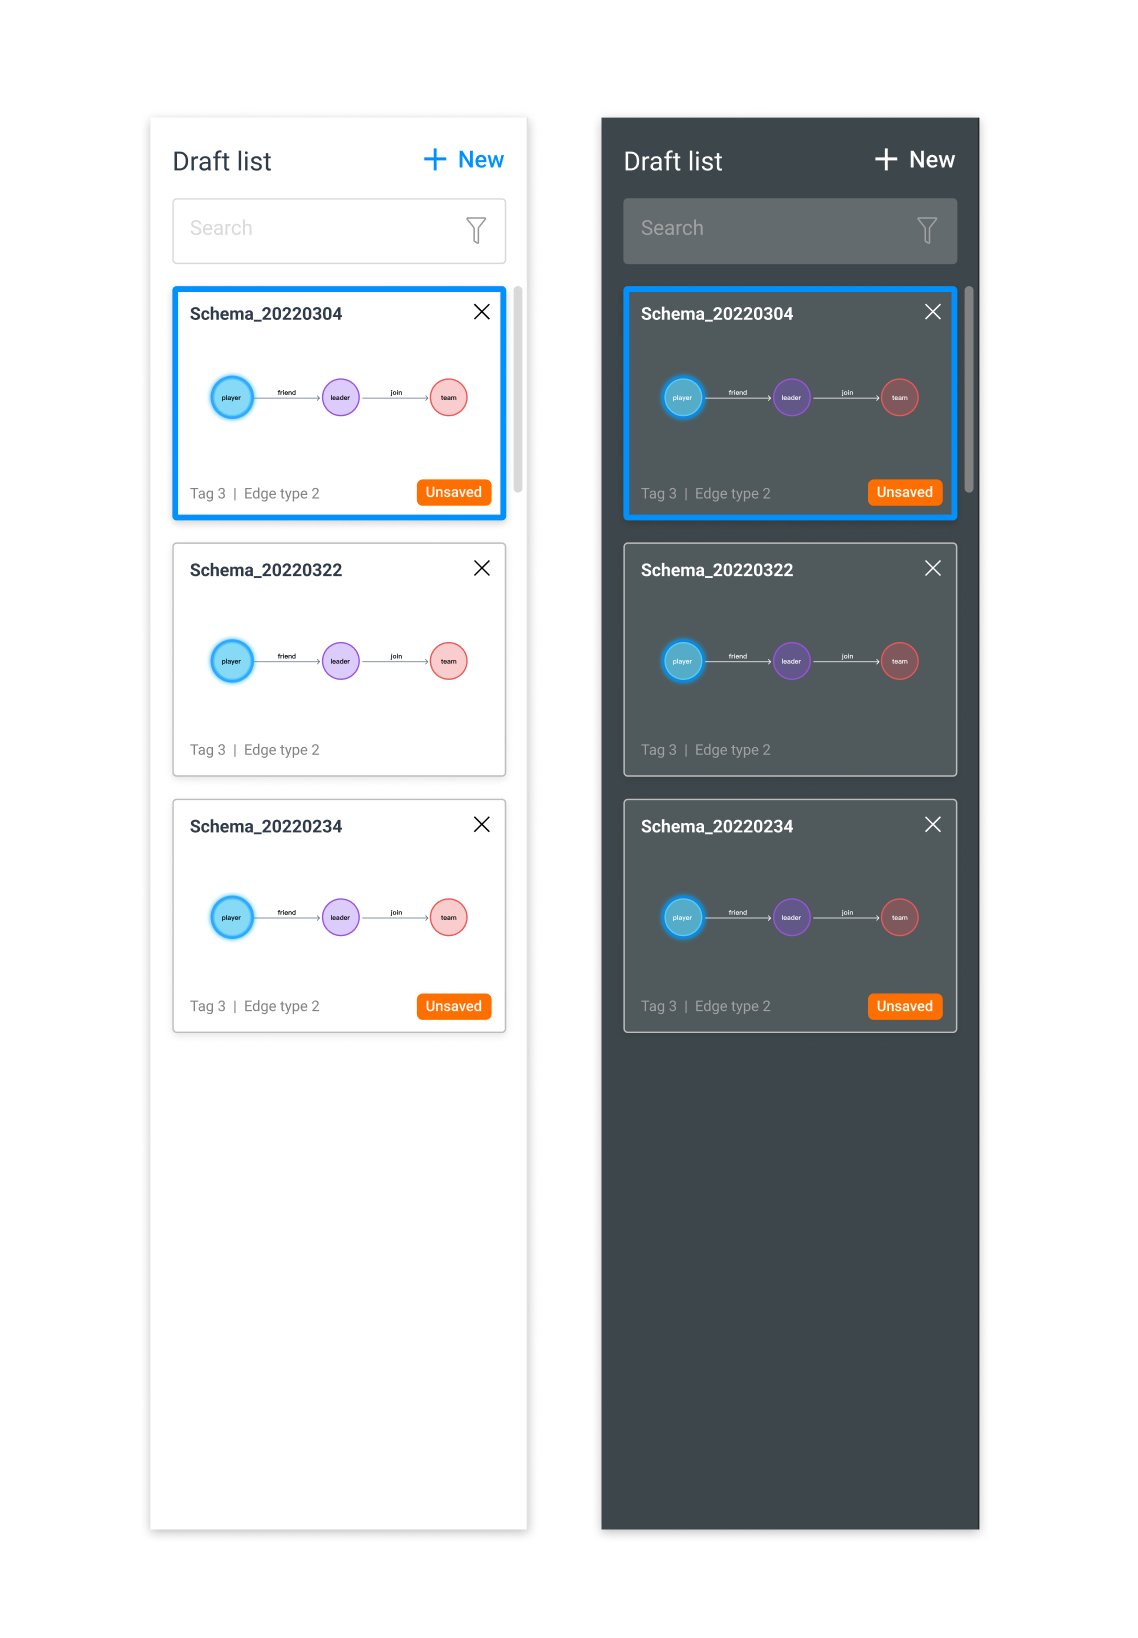 Draft list
+ New
Search
Schema_20220304
player friend leader join team
Tag 3 | Edge type 2 Unsaved
Schema_20220322
player friend leader join team
Tag 3 | Edge type 2
Schema_20220234
player friend leader join team
Tag 3 | Edge type 2 Unsaved
Draft list
+ New
Search
Schema_20220304
player friend leader join team
Tag 3 | Edge type 2 Unsaved
Schema_20220322
player friend leader join team
Tag 3 | Edge type 2
Schema_20220234
player friend leader join team
Tag 3 | Edge type 2 Unsaved